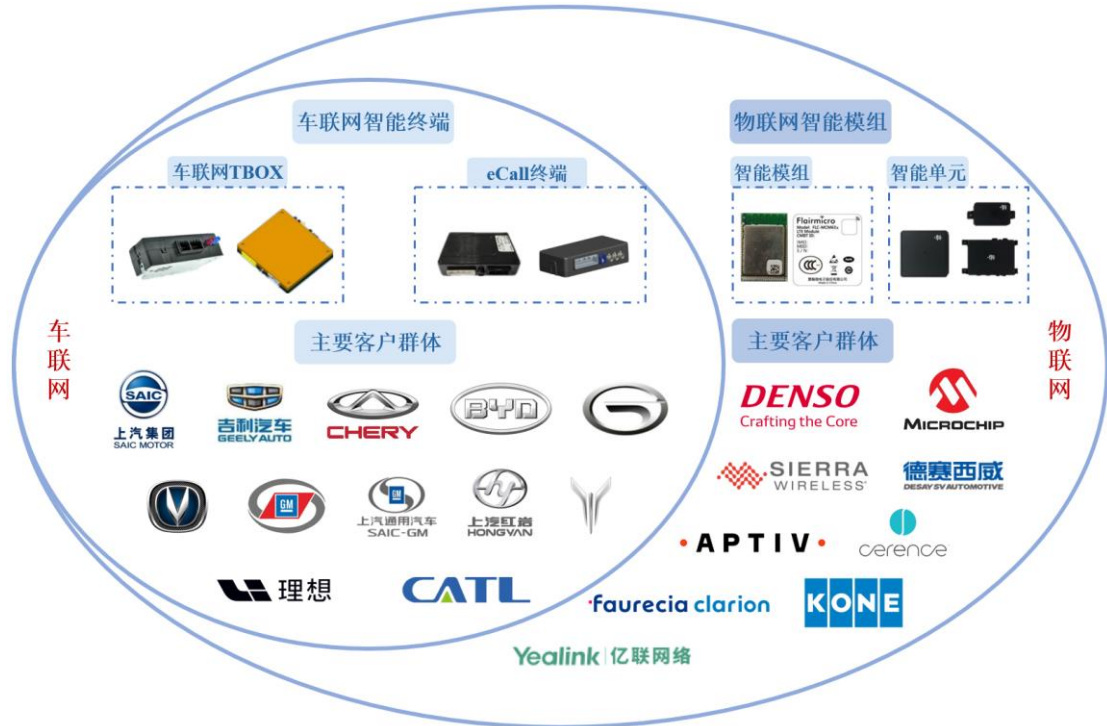 车联网智能终端
物联网智能模组
车联网TBOX
eCall终端
智能模组
智能单元
Flairmicro
车联网
物联网
主要客户群体
主要客户群体
SAIC
上汽集团
SAIC MOTOR
吉利汽车
GEELY AUTO
CHERY
BYD
DENSO
Crafting the Core
MICROCHIP
GM
GM
上汽通用汽车
SAIC-GM
上汽红岩
HONGYAN
SIERRA
WIRELESS
德赛西威
DESAY SV AUTOMOTIVE
APTIV
cerence
理想
CATL
faurecia clarion
KONE
Yealink 亿联网络